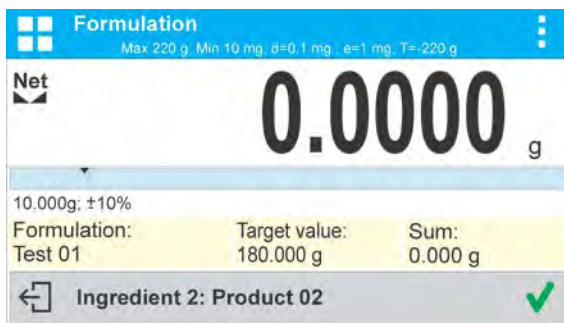 Formulation
Max 220 g, Min 10 mg, d=0.1 mg , e=1 mg, T=-220 g
Net
0.0000 g
10.000g; ±10%
Formulation: Target value: Sum:
Test 01 180.000 g 0.000 g
Ingredient 2: Product 02